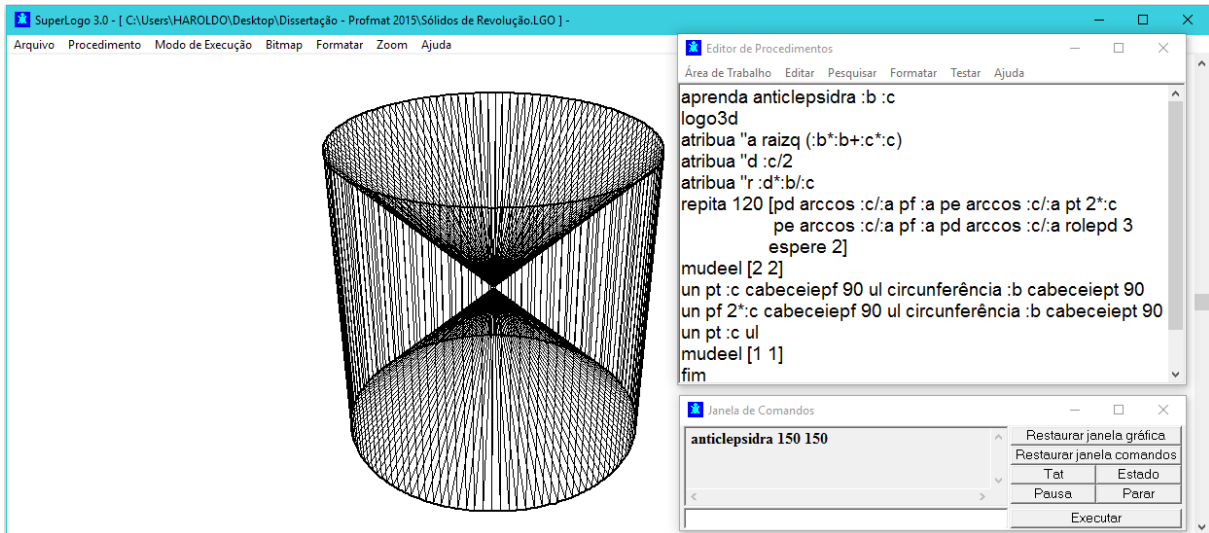 SuperLogo 3.0 - [ C:\Users\HAROLDO\Desktop\Dissertação - Profmat 2015\Sólidos de Revolução.LGO ] -
Arquivo Procedimento Modo de Execução Bitmap Formatar Zoom Ajuda
Editor de Procedimentos
Área de Trabalho Editar Pesquisar Formatar Testar Ajuda
aprenda anticlepsidra :b :c
logo3d
atribua "a raizq (:b*:b+:c*:c)
atribua "d :c/2
atribua "r :d*:b/:c
repita 120 [pd arccos :c/:a pf :a pe arccos :c/:a pt 2*:c
pe arccos :c/:a pf :a pd arccos :c/:a rolepd 3
espere 2]
mudeel [2 2]
un pt :c cabeceiepf 90 ul circunferência :b cabeceiept 90
un pf 2*:c cabeceiepf 90 ul circunferência :b cabeceiept 90
un pt :c ul
mudeel [1 1]
fim
Janela de Comandos
anticlepsidra 150 150
Restaurar janela gráfica
Restaurar janela comandos
Tat Estado
Pausa Parar
Executar